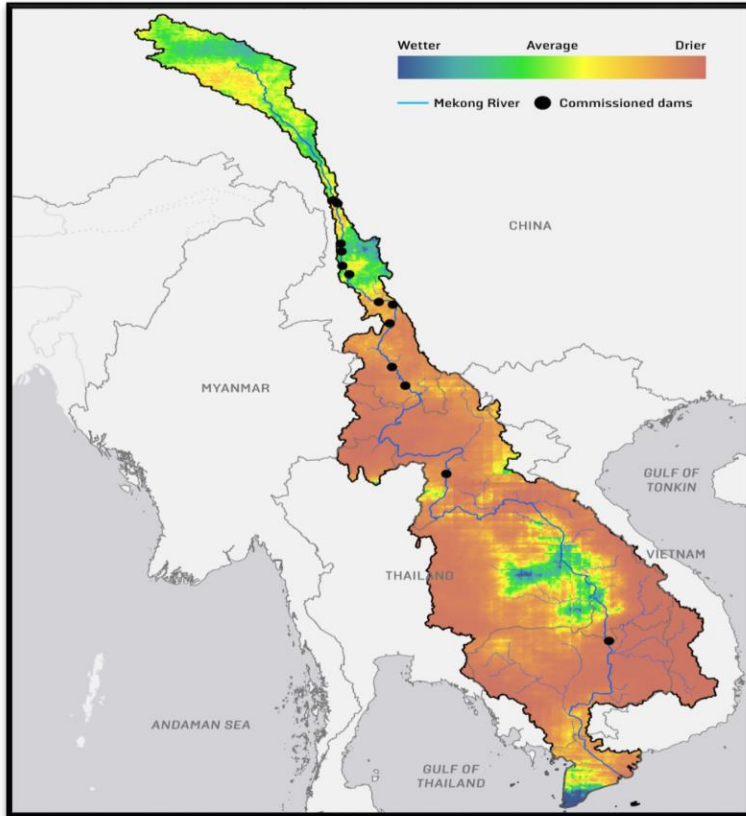 Wetter Average Drier
Mekong River Commissioned dams
CHINA
MYANMAR
GULF OF
TONKIN
VIETNAM
THAILAND
ANDAMAN SEA
GULF OF
THAILAND